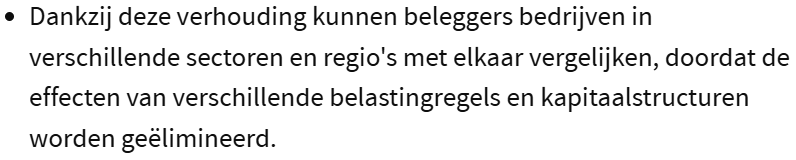 • Dankzij deze verhouding kunnen beleggers bedrijven in
verschillende sectoren en regio's met elkaar vergelijken, doordat de
effecten van verschillende belastingregels en kapitaalstructuren
worden geëlimineerd.